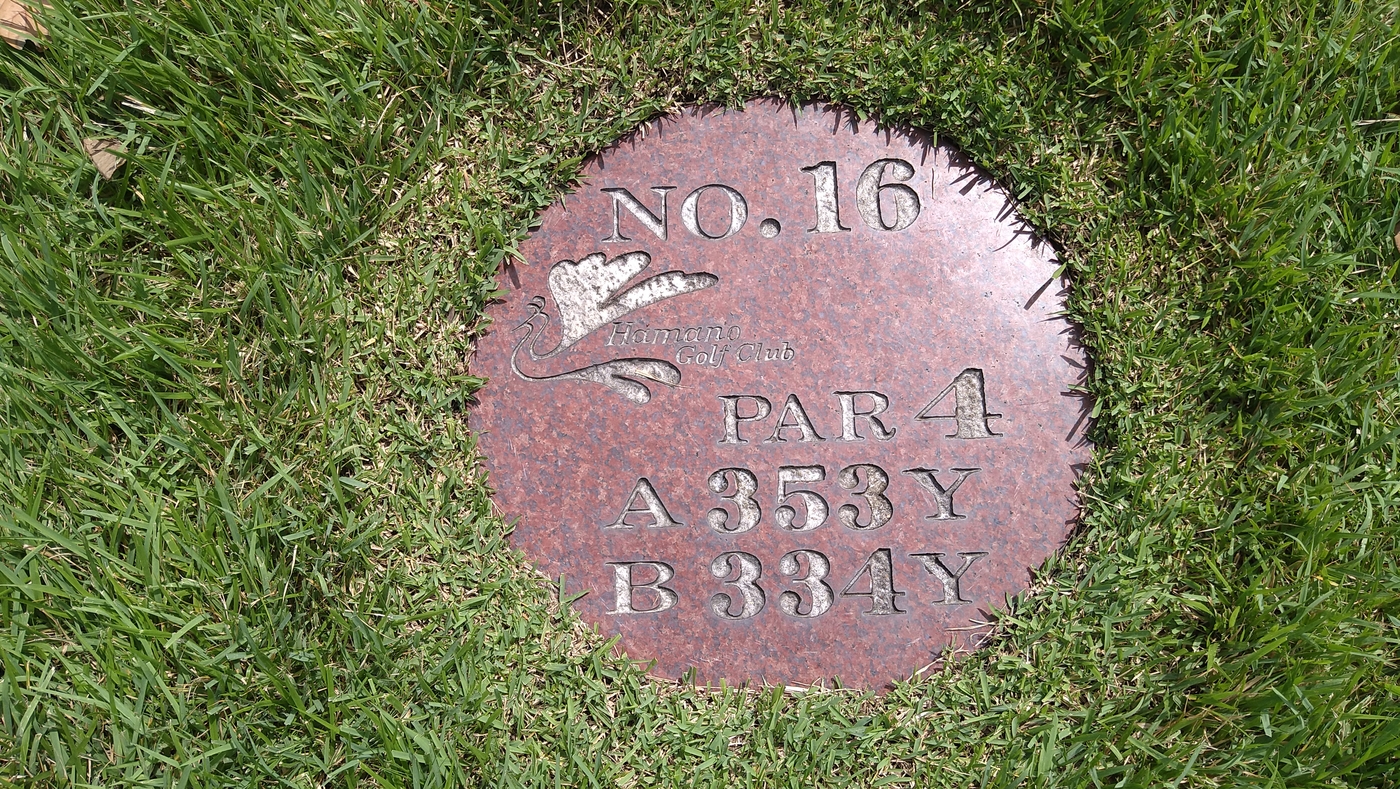 NO. 16
Hamano
Golf Club
PAR 4
A 353Y
B 334Y